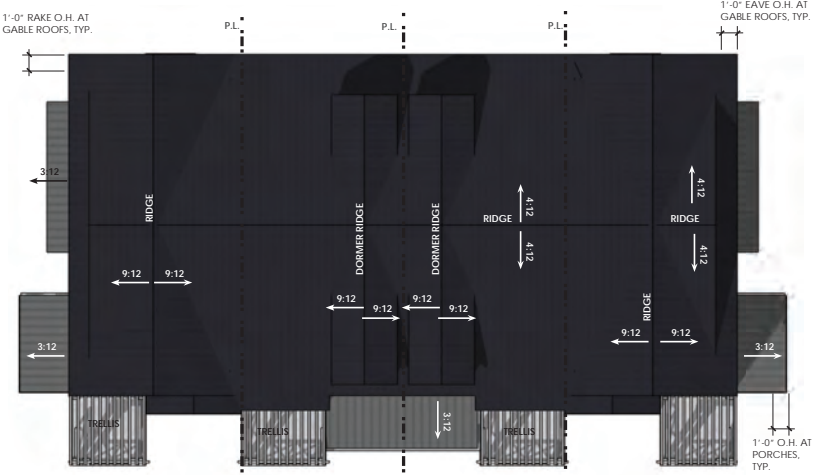 1'-0" RAKE O.H. AT
GABLE ROOFS, TYP.
P.L.
P.L.
P.L.
1'-0" EAVE O.H. AT
GABLE ROOFS, TYP.
3:12
RIDGE
DORMER RIDGE
DORMER RIDGE
RIDGE
4:12
4:12
4:12
RIDGE
4:12
9:12
9:12
9:12
9:12
9:12
9:12
RIDGE
9:12
9:12
3:12
3:12
3:12
TRELLIS
TRELLIS
TRELLIS
1'-0" O.H. AT
PORCHES,
TYP.